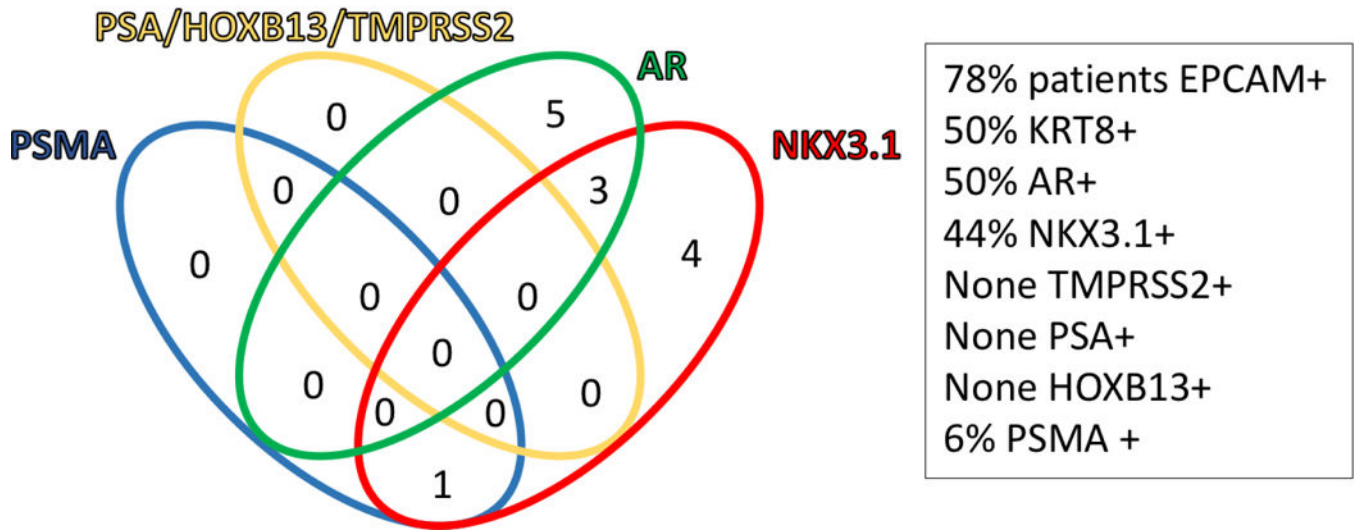 PSA/HOXB13/TMPRSS2
AR
PSMA
NKX3.1
0
5
0
0
3
0
4
0
0
0
0
0
0
0
1
78% patients EPCAM+
50% KRT8+
50% AR+
44% NKX3.1+
None TMPRSS2+
None PSA+
None HOXB13+
6% PSMA +